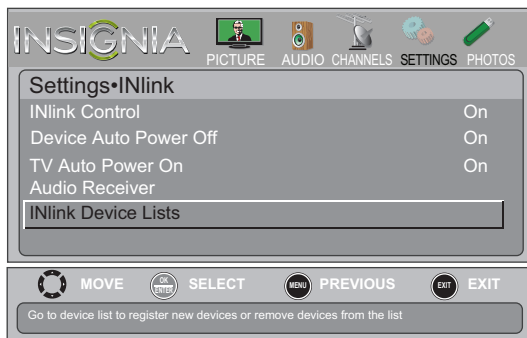 INSIGNIA
PICTURE AUDIO CHANNELS SETTINGS PHOTOS
Settings•INlink
INlink Control On
Device Auto Power Off On
TV Auto Power On On
Audio Receiver
INlink Device Lists
MOVE OK ENTER SELECT MENU PREVIOUS EXIT EXIT
Go to device list to register new devices or remove devices from the list